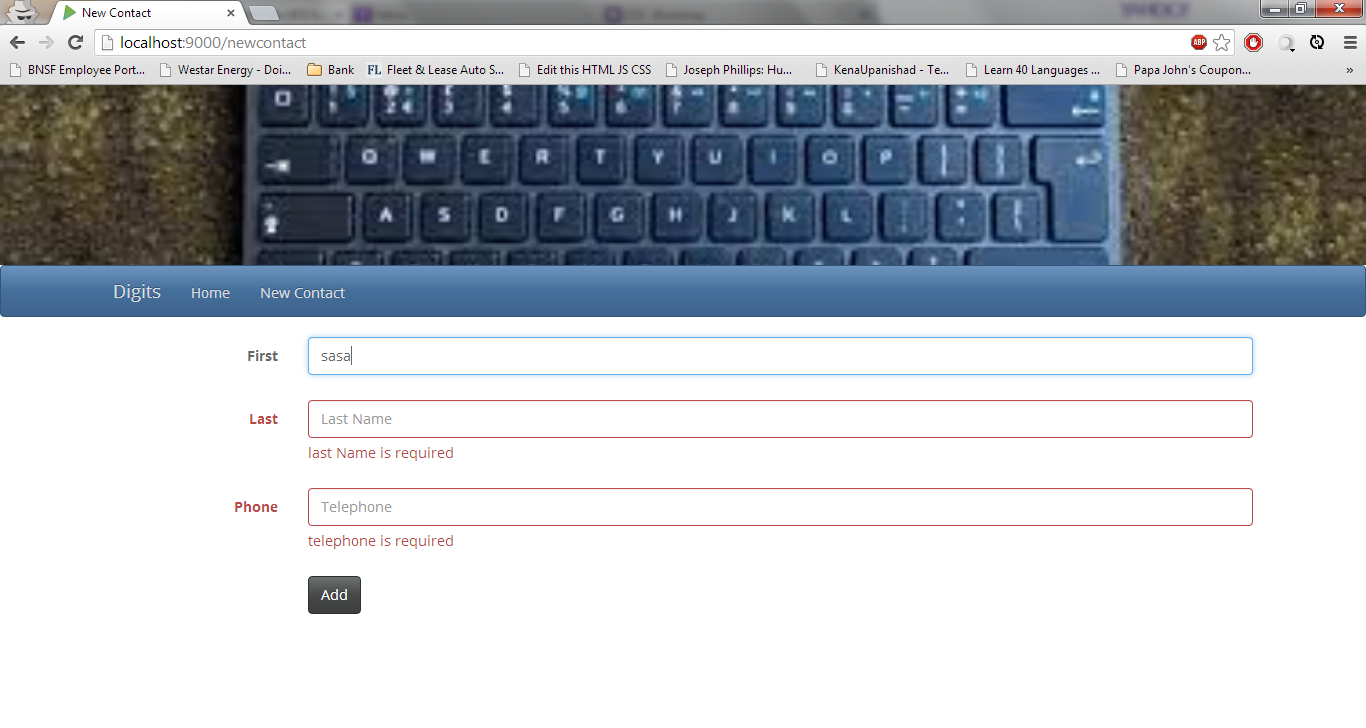 New Contact
YAHOO!
localhost:9000/newcontact
ABP
BNSF Employee Port... Westar Energy - Doi... Bank FL Fleet & Lease Auto S... Edit this HTML JS CSS Joseph Phillips: Hu... KenaUpanishad - Te... Learn 40 Languages ... Papa John's Coupon... »
Q W E R T Y U I O P
A S D F G H J K L
Digits Home New Contact
First sasa
Last Last Name
last Name is required
Phone Telephone
telephone is required
Add